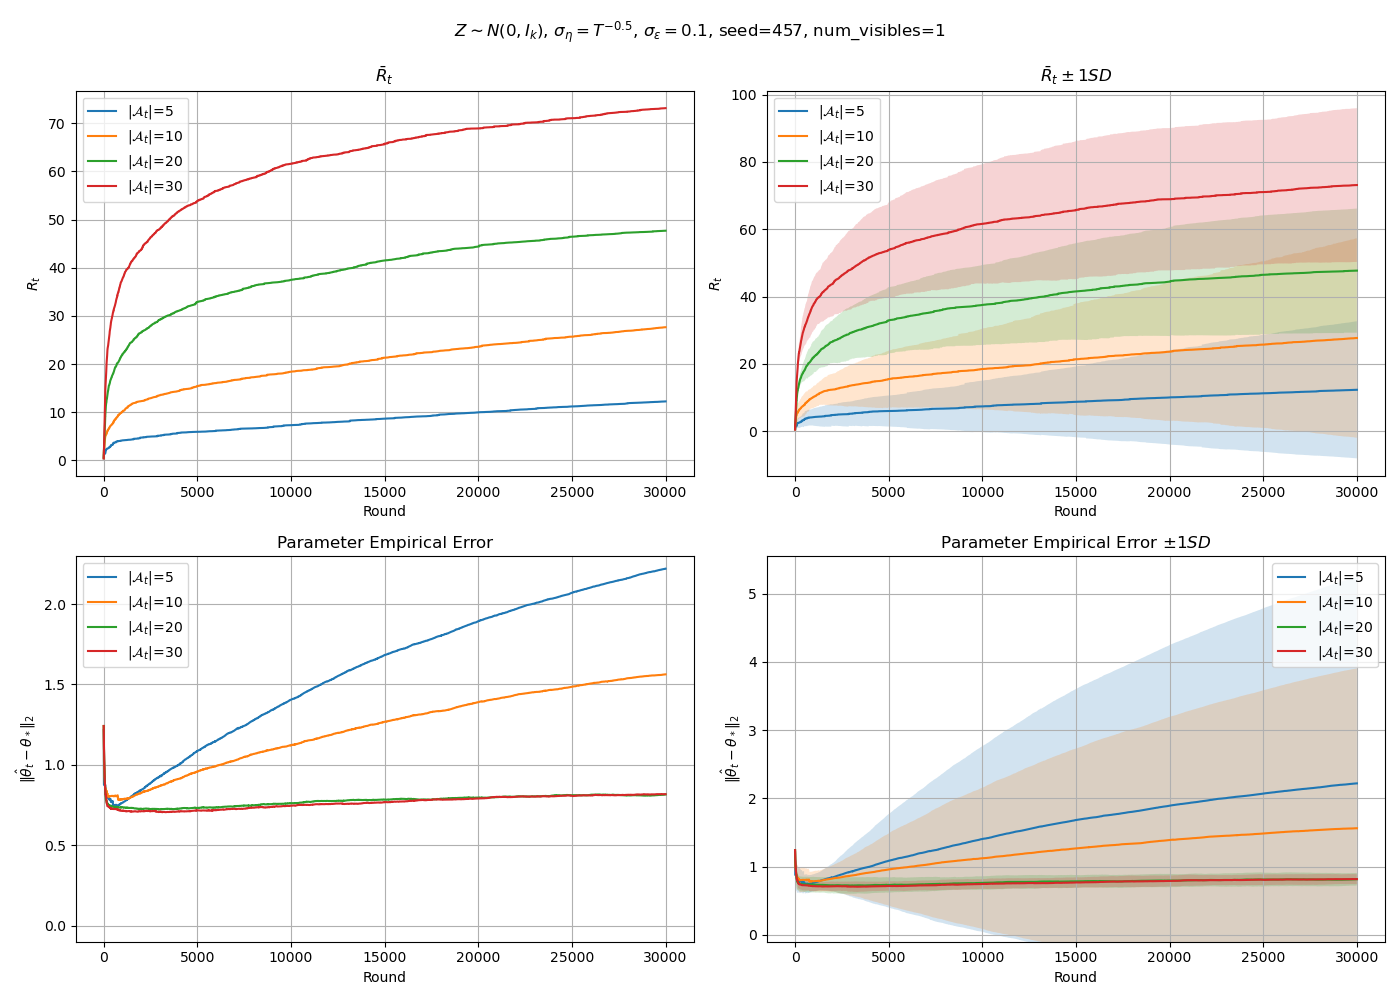 Z ∼ N(0, I_k), σ_η = T^{−0.5}, σ_ε = 0.1, seed=457, num_visibles=1
R̄_t
R_t
70
60
50
40
30
20
10
0
|𝒜_t|=5
|𝒜_t|=10
|𝒜_t|=20
|𝒜_t|=30
0 5000 10000 15000 20000 25000 30000
Round
R̄_t ± 1SD
R_t
100
80
60
40
20
0
|𝒜_t|=5
|𝒜_t|=10
|𝒜_t|=20
|𝒜_t|=30
0 5000 10000 15000 20000 25000 30000
Round
Parameter Empirical Error
‖θ̂_t − θ_*‖_2
2.0
1.5
1.0
0.5
0.0
|𝒜_t|=5
|𝒜_t|=10
|𝒜_t|=20
|𝒜_t|=30
0 5000 10000 15000 20000 25000 30000
Round
Parameter Empirical Error ±1SD
‖θ̂_t − θ_*‖_2
5
4
3
2
1
0
|𝒜_t|=5
|𝒜_t|=10
|𝒜_t|=20
|𝒜_t|=30
0 5000 10000 15000 20000 25000 30000
Round